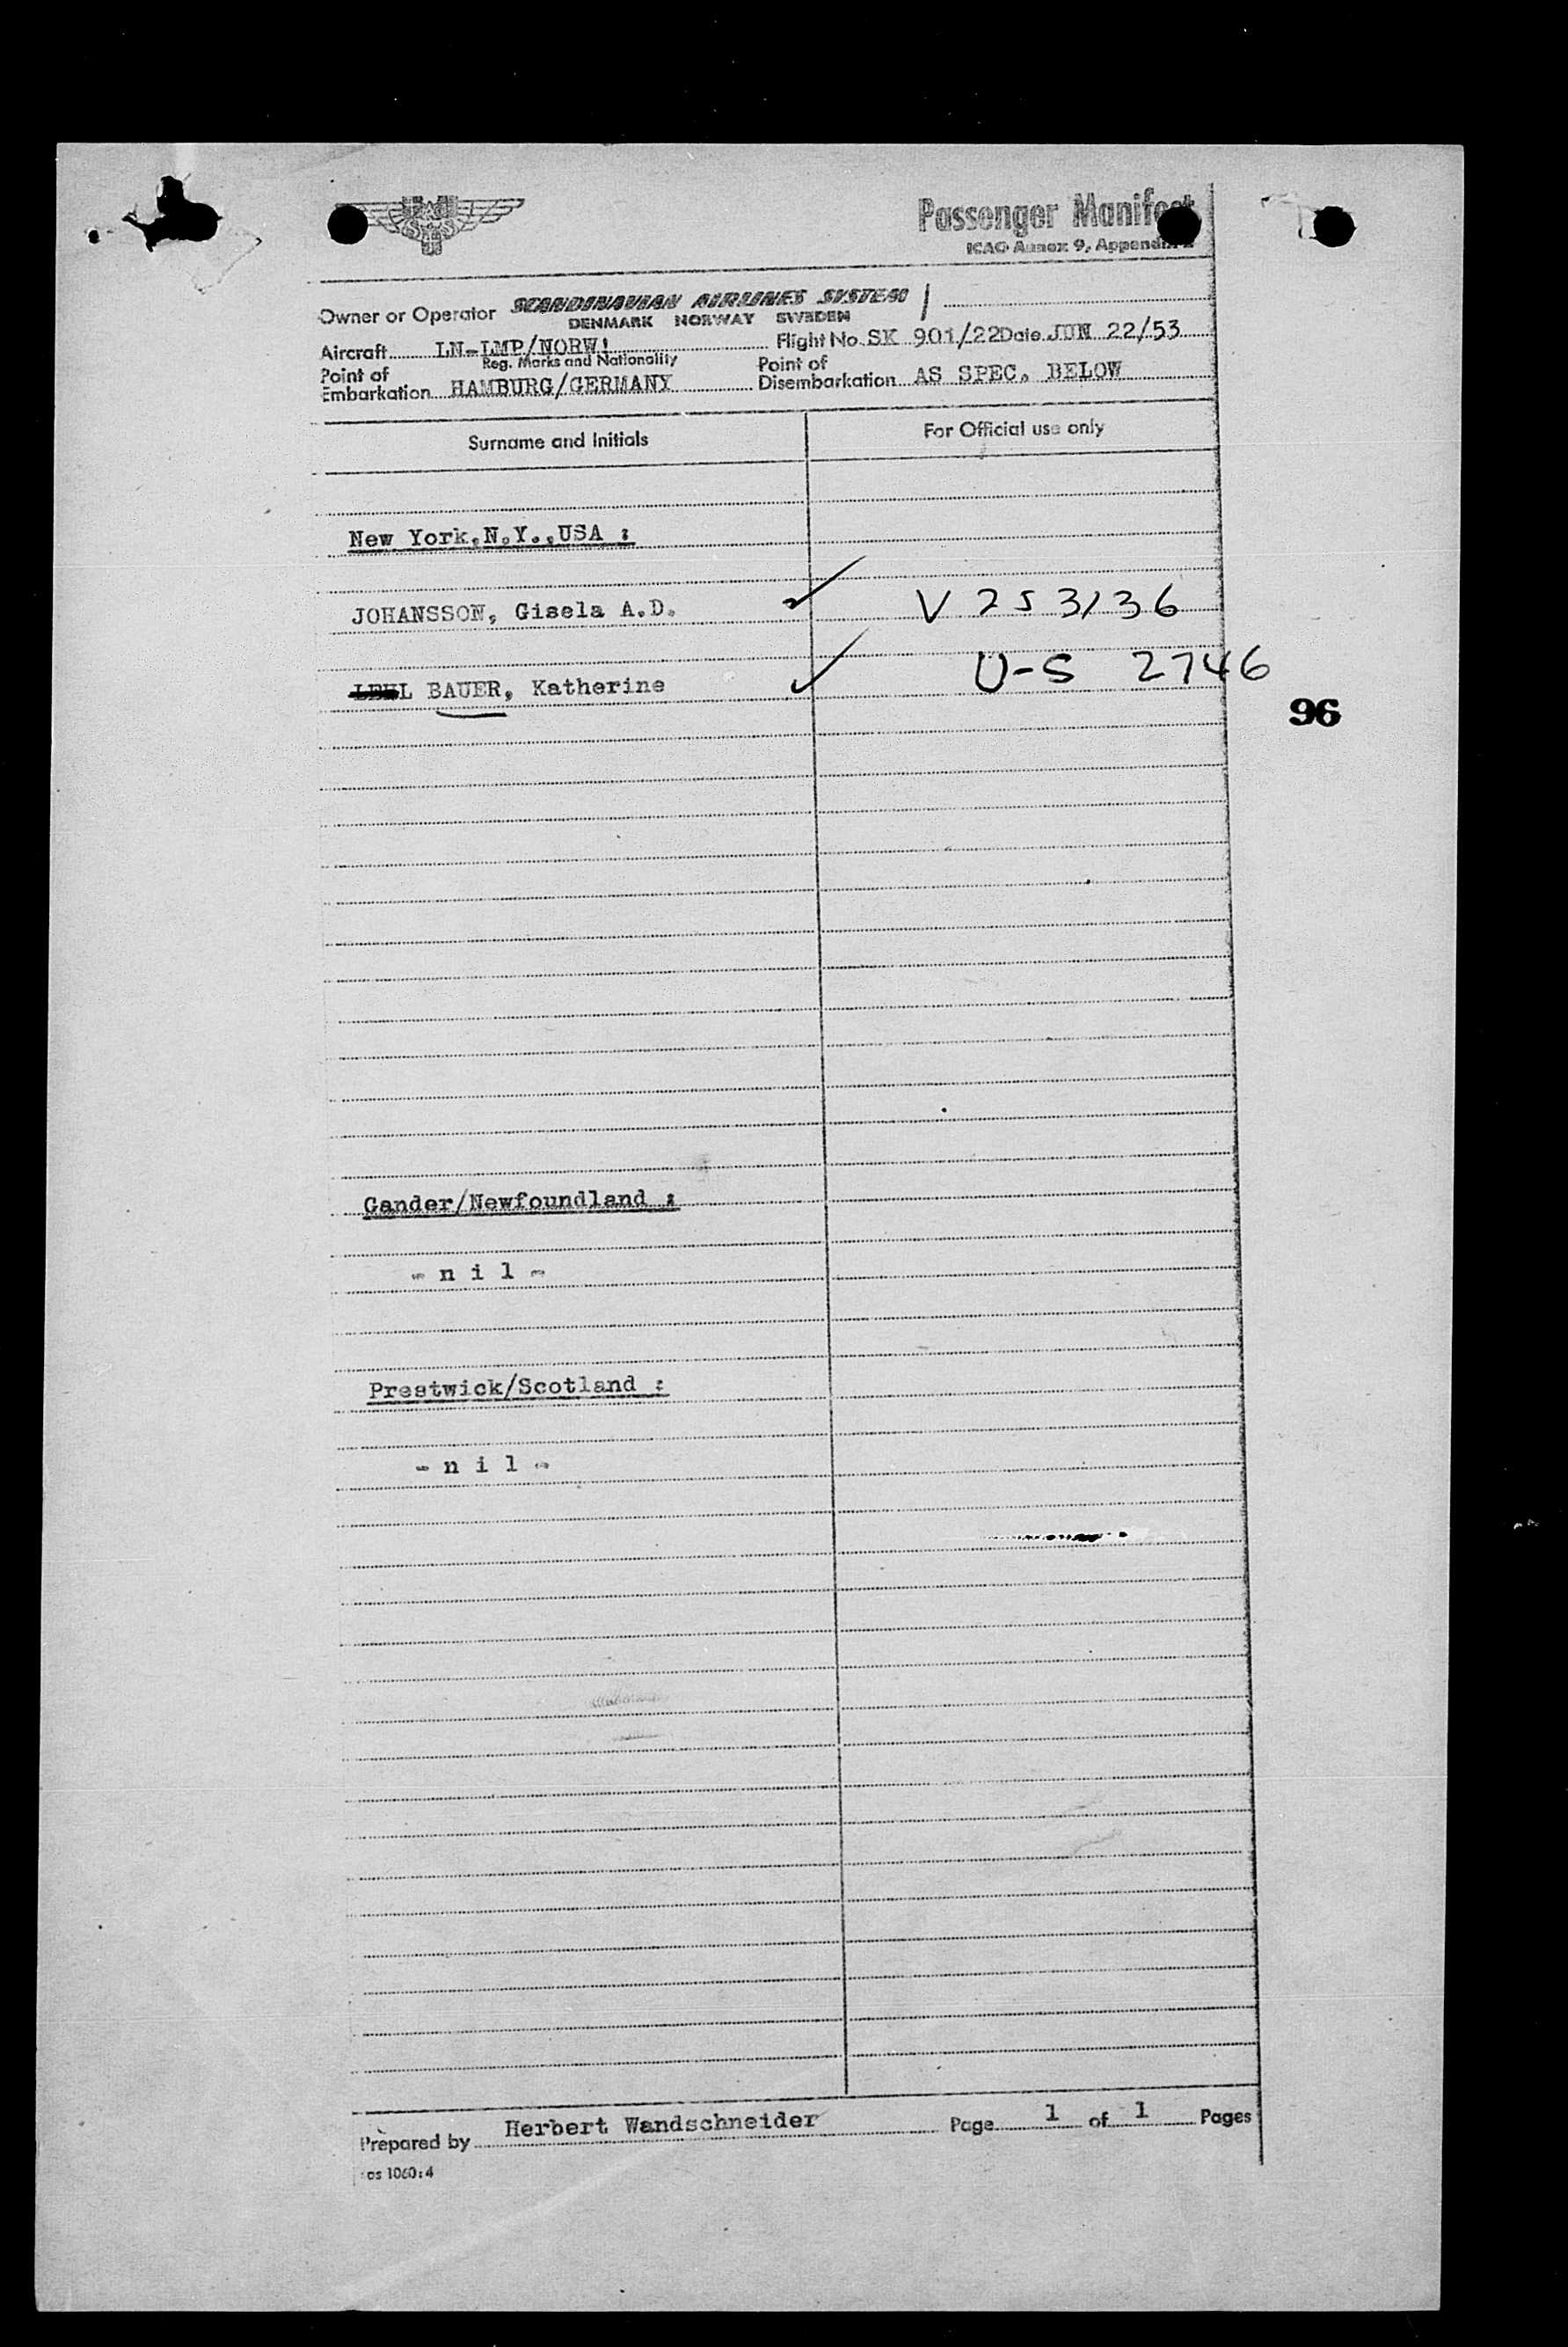 SAS
Passenger Manifest
ICAO Annex 9, Appendix 2
Owner or Operator SCANDINAVIAN AIRLINES SYSTEM
DENMARK NORWAY SWEDEN
Aircraft LN-LMP/NORW! Flight No. SK 901/22 Date JUN 22/53
Reg. Marks and Nationality
Point of Embarkation HAMBURG/GERMANY Point of Disembarkation AS SPEC. BELOW
Surname and Initials For Official use only
New York,N.Y.,USA :
JOHANSSON, Gisela A.D. V 253136
BAUER, Katherine U-S 2746
96
Gander/Newfoundland :
- n i l -
Prestwick/Scotland :
- n i l -
Prepared by Herbert Wandschneider Page 1 of 1 Pages
1060:4